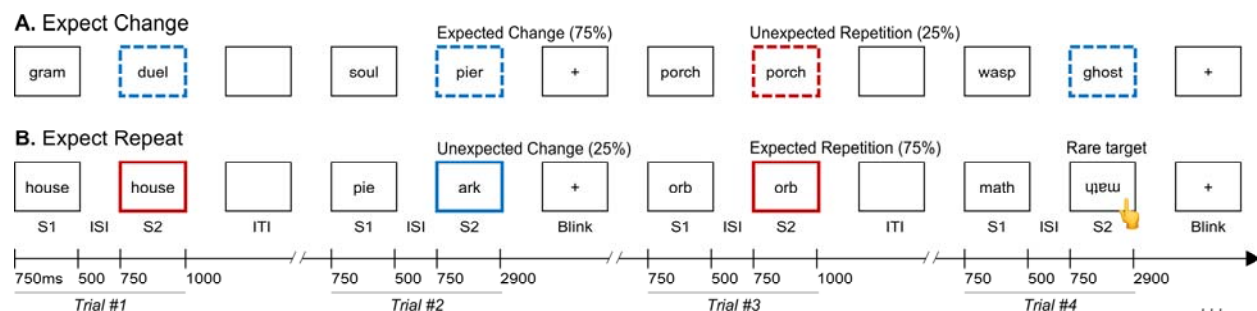 A. Expect Change
Expected Change (75%) Unexpected Repetition (25%)
gram duel soul pier + porch porch wasp ghost +
B. Expect Repeat
Unexpected Change (25%) Expected Repetition (75%) Rare target
house house pie ark + orb orb math math +
S1 ISI S2 ITI S1 ISI S2 Blink S1 ISI S2 ITI S1 ISI S2 Blink
750ms 500 750 1000 750 500 750 2900 750 500 750 1000 750 500 750 2900
Trial #1 Trial #2 Trial #3 Trial #4